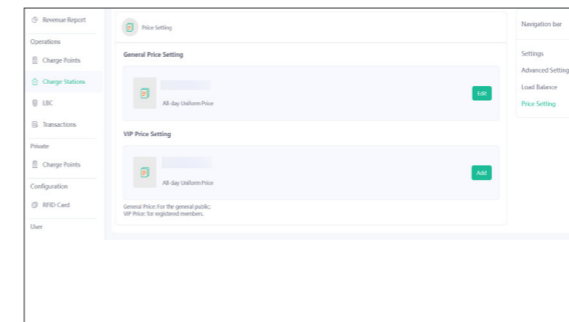 Revenue Report
Operations
Charge Points
Charge Stations
LBC
Transactions
Private
Charge Points
Configuration
RFID Card
User
Price Setting
General Price Setting
All-day Uniform Price
Edit
VIP Price Setting
All-day Uniform Price
Add
General Price: For the general public;
VIP Price: for registered members.
Navigation bar
Settings
Advanced Setting
Load Balance
Price Setting